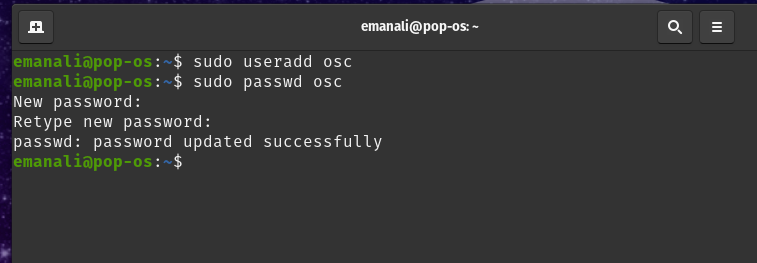 emanali@pop-os: ~
emanali@pop-os:~$ sudo useradd osc
emanali@pop-os:~$ sudo passwd osc
New password:
Retype new password:
passwd: password updated successfully
emanali@pop-os:~$